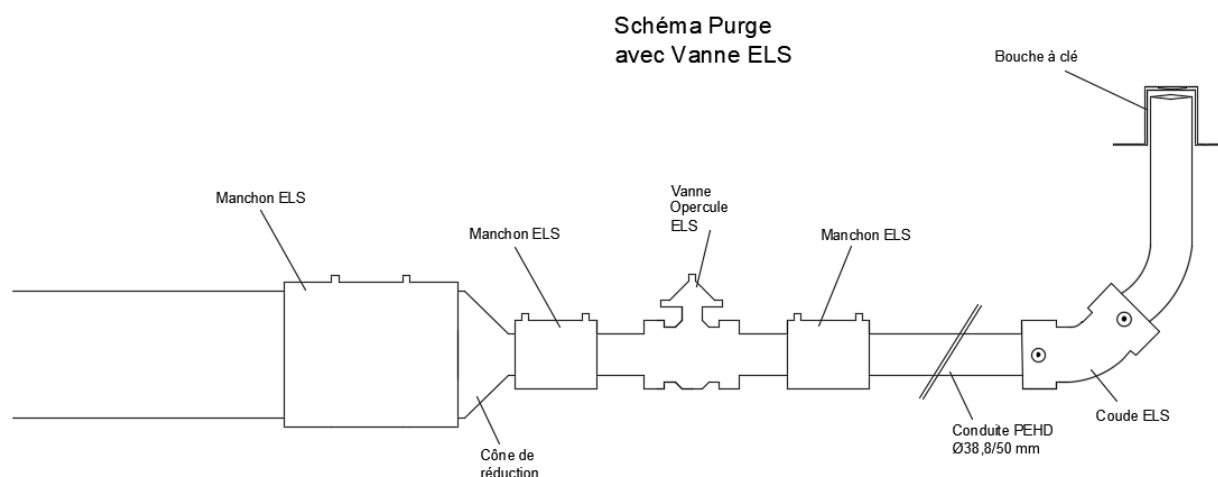 Schéma Purge
avec Vanne ELS
Bouche à clé
Manchon ELS
Vanne
Opercule
ELS
Manchon ELS
Manchon ELS
Cône de
réduction
Conduite PEHD
Ø38,8/50 mm
Coude ELS